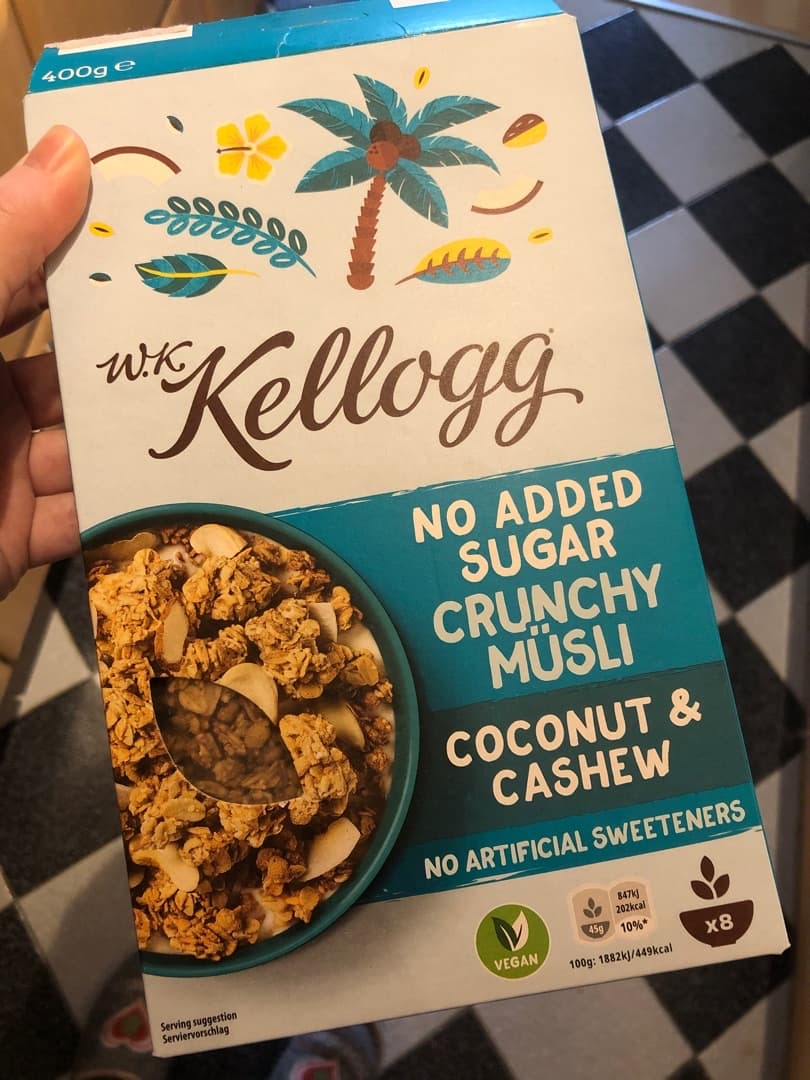 400g ℮
W.K
Kellogg
NO ADDED
SUGAR
CRUNCHY
MÜSLI
COCONUT &
CASHEW
NO ARTIFICIAL SWEETENERS
VEGAN
45g
847kJ
202kcal
10%*
100g: 1882kJ/449kcal
x8
Serving suggestion
Serviervorschlag